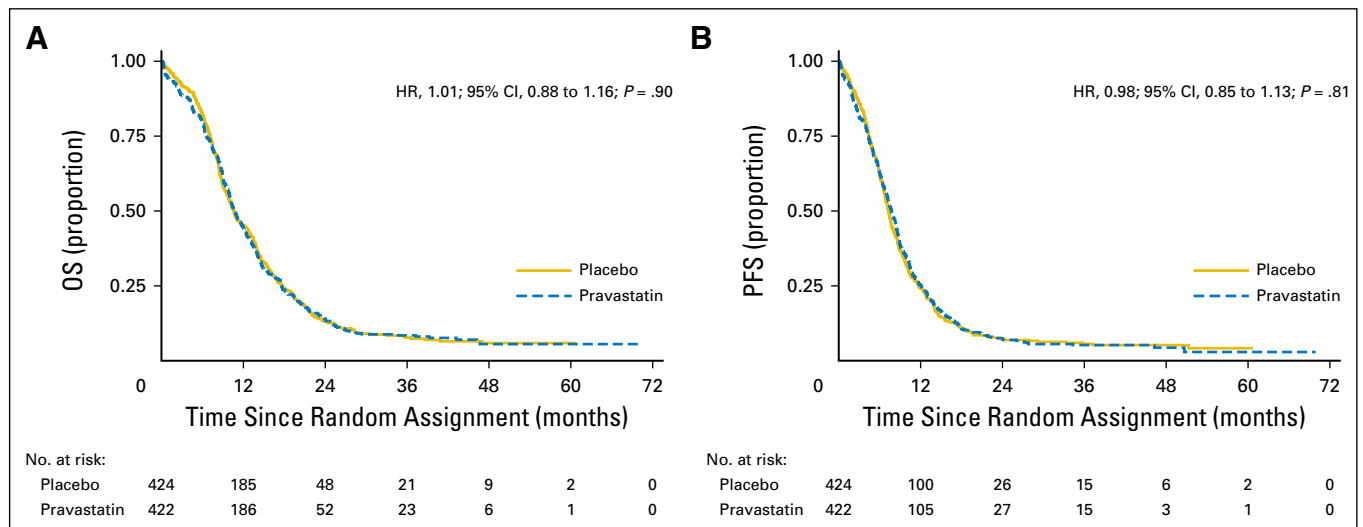 A
1.00
0.75
0.50
0.25
OS (proportion)
HR, 1.01; 95% CI, 0.88 to 1.16; P = .90
Placebo
Pravastatin
0 12 24 36 48 60 72
Time Since Random Assignment (months)
No. at risk:
Placebo 424 185 48 21 9 2 0
Pravastatin 422 186 52 23 6 1 0
B
1.00
0.75
0.50
0.25
PFS (proportion)
HR, 0.98; 95% CI, 0.85 to 1.13; P = .81
Placebo
Pravastatin
0 12 24 36 48 60 72
Time Since Random Assignment (months)
No. at risk:
Placebo 424 100 26 15 6 2 0
Pravastatin 422 105 27 15 3 1 0